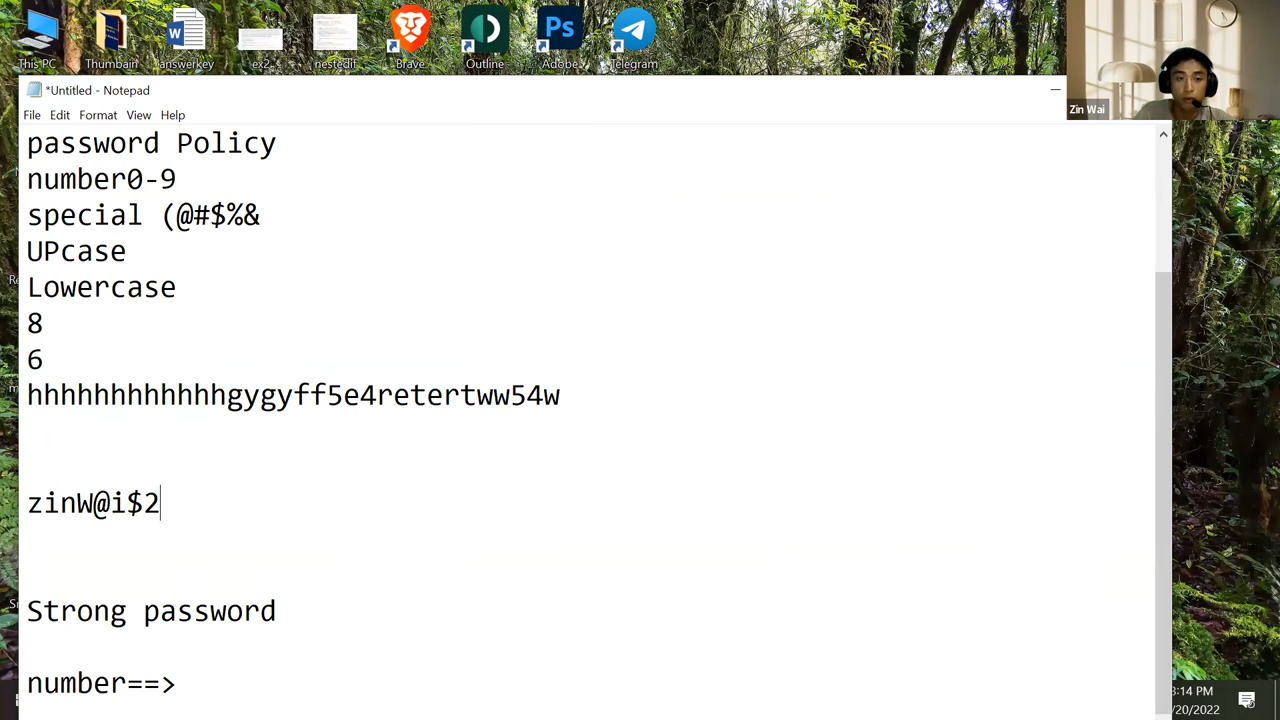 This PC
Thumbain
answerkey
ex2-
nestedif
Brave
Outline
Adobe
Telegram
Ps
Zin Wai
*Untitled - Notepad
File Edit Format View Help
password Policy
number0-9
special (@#$%&
UPcase
Lowercase
8
6
hhhhhhhhhhhhgygyff5e4retertww54w
zinW@i$2
Strong password
number==>
3:14 PM
/20/2022